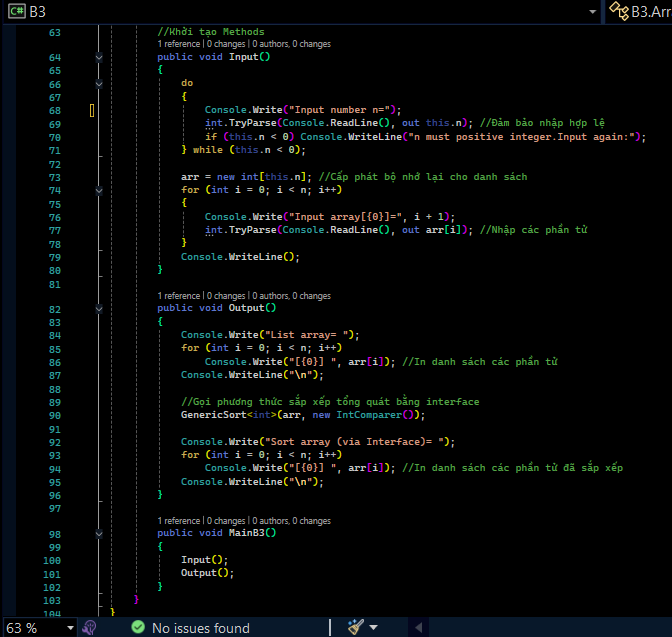 C# B3 B3.Arr
63 //Khởi tạo Methods
1 reference | 0 changes | 0 authors, 0 changes
64 public void Input()
65 {
66 do
67 {
68 Console.Write("Input number n=");
69 int.TryParse(Console.ReadLine(), out this.n); //Đảm bảo nhập hợp lệ
70 if (this.n < 0) Console.WriteLine("n must positive integer.Input again:");
71 } while (this.n < 0);
72
73 arr = new int[this.n]; //Cấp phát bộ nhớ lại cho danh sách
74 for (int i = 0; i < n; i++)
75 {
76 Console.Write("Input array[{0}]=", i + 1);
77 int.TryParse(Console.ReadLine(), out arr[i]); //Nhập các phần tử
78 }
79 Console.WriteLine();
80 }
81
1 reference | 0 changes | 0 authors, 0 changes
82 public void Output()
83 {
84 Console.Write("List array= ");
85 for (int i = 0; i < n; i++)
86 Console.Write("[{0}] ", arr[i]); //In danh sách các phần tử
87 Console.WriteLine("\n");
88
89 //Gọi phương thức sắp xếp tổng quát bằng interface
90 GenericSort<int>(arr, new IntComparer());
91
92 Console.Write("Sort array (via Interface)= ");
93 for (int i = 0; i < n; i++)
94 Console.Write("[{0}] ", arr[i]); //In danh sách các phần tử đã sắp xếp
95 Console.WriteLine("\n");
96 }
97
1 reference | 0 changes | 0 authors, 0 changes
98 public void MainB3()
99 {
100 Input();
101 Output();
102 }
103 }
104 }
63 % No issues found